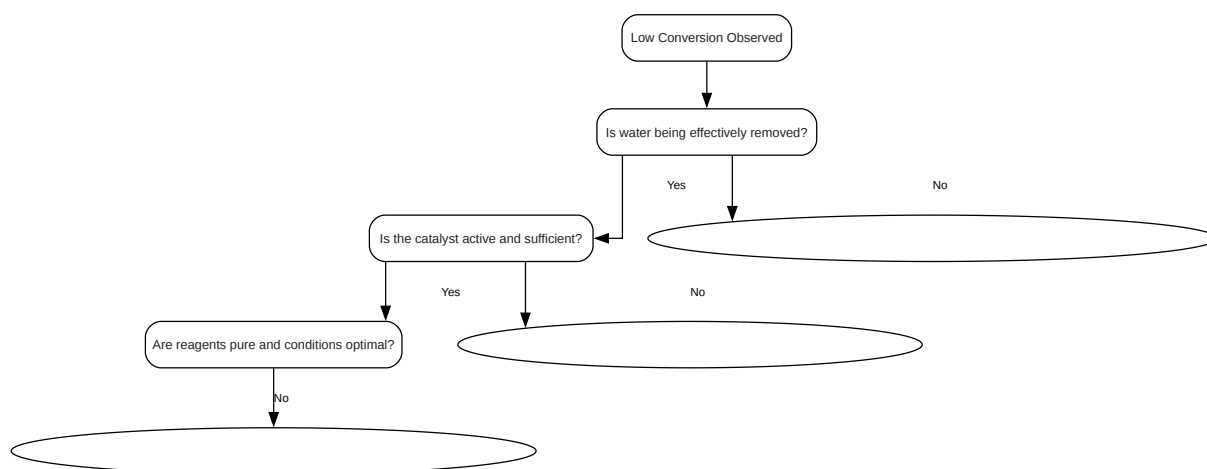 Low Conversion Observed
Is water being effectively removed?
Yes
No
Is the catalyst active and sufficient?
Yes
No
Are reagents pure and conditions optimal?
No